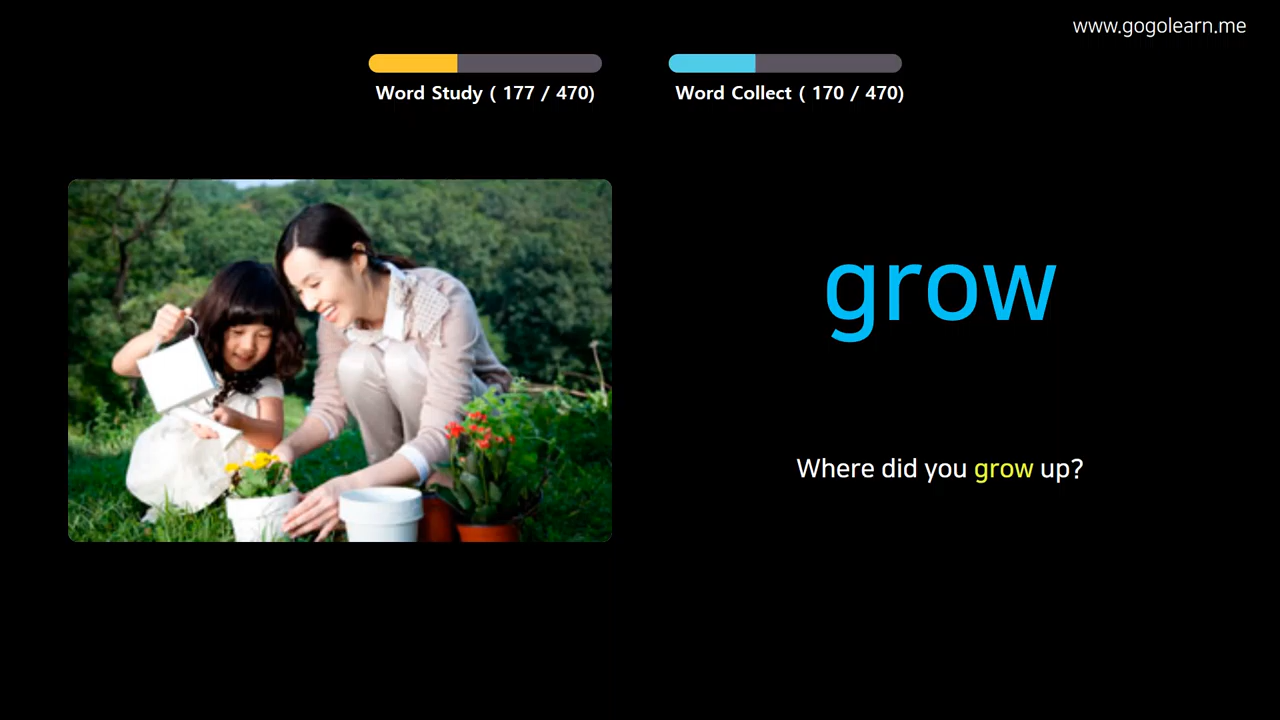 www.gogolearn.me
Word Study ( 177 / 470)
Word Collect ( 170 / 470)
grow
Where did you grow up?